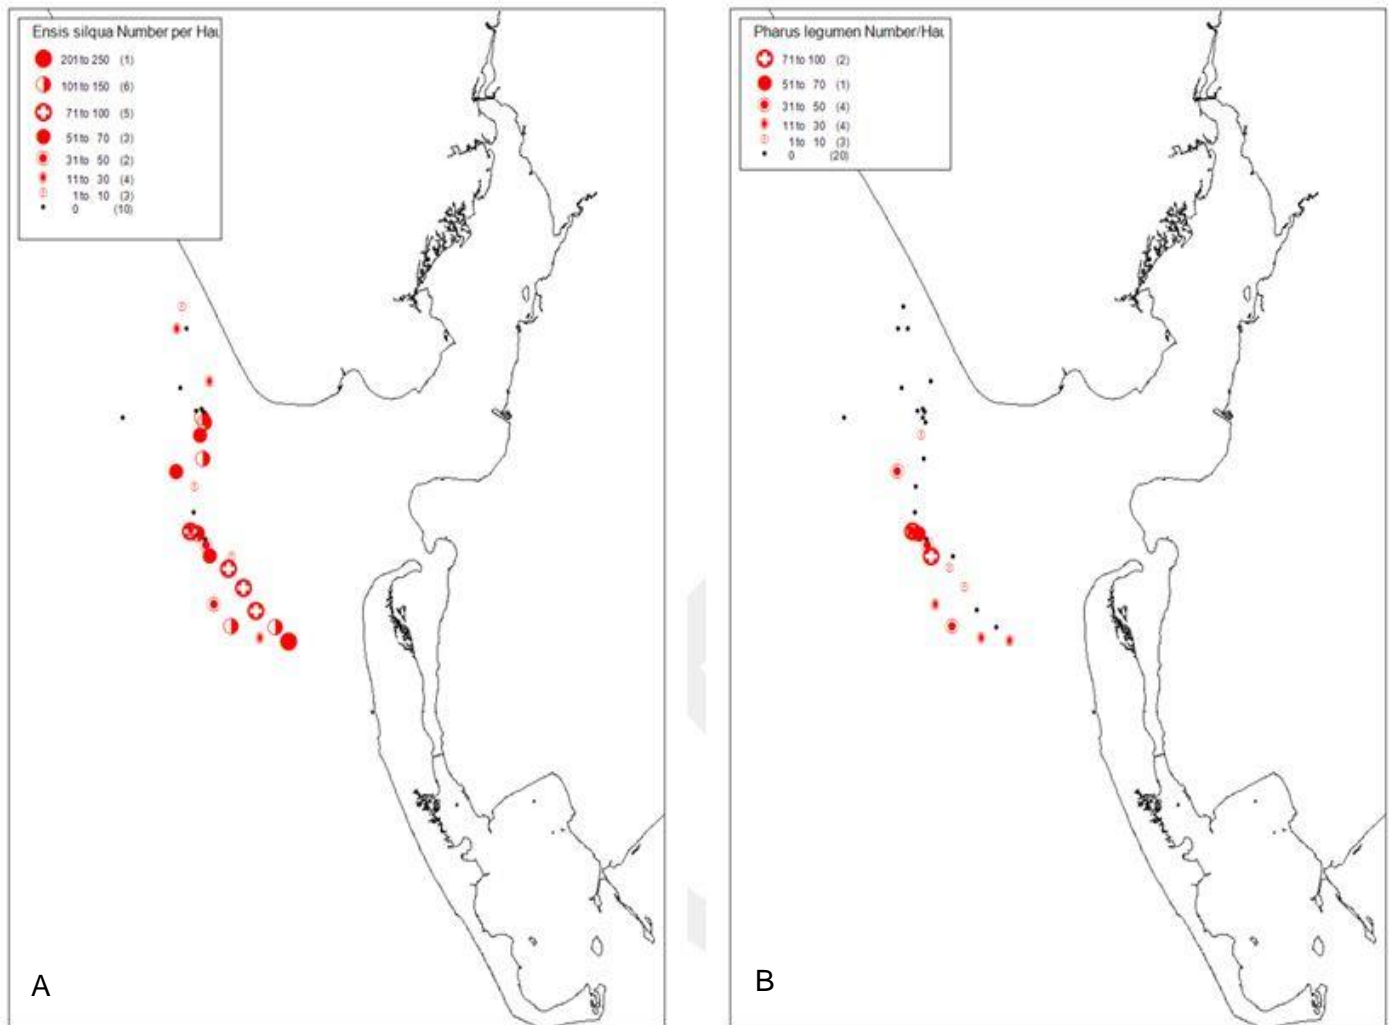 Ensis silqua Number per Hau
201 to 250 (1)
101 to 150 (6)
71 to 100 (5)
51 to 70 (3)
31 to 50 (2)
11 to 30 (4)
1 to 10 (3)
0 (10)
A
Pharus legumen Number/Hau
71 to 100 (2)
51 to 70 (1)
31 to 50 (4)
11 to 30 (4)
1 to 10 (3)
0 (20)
B